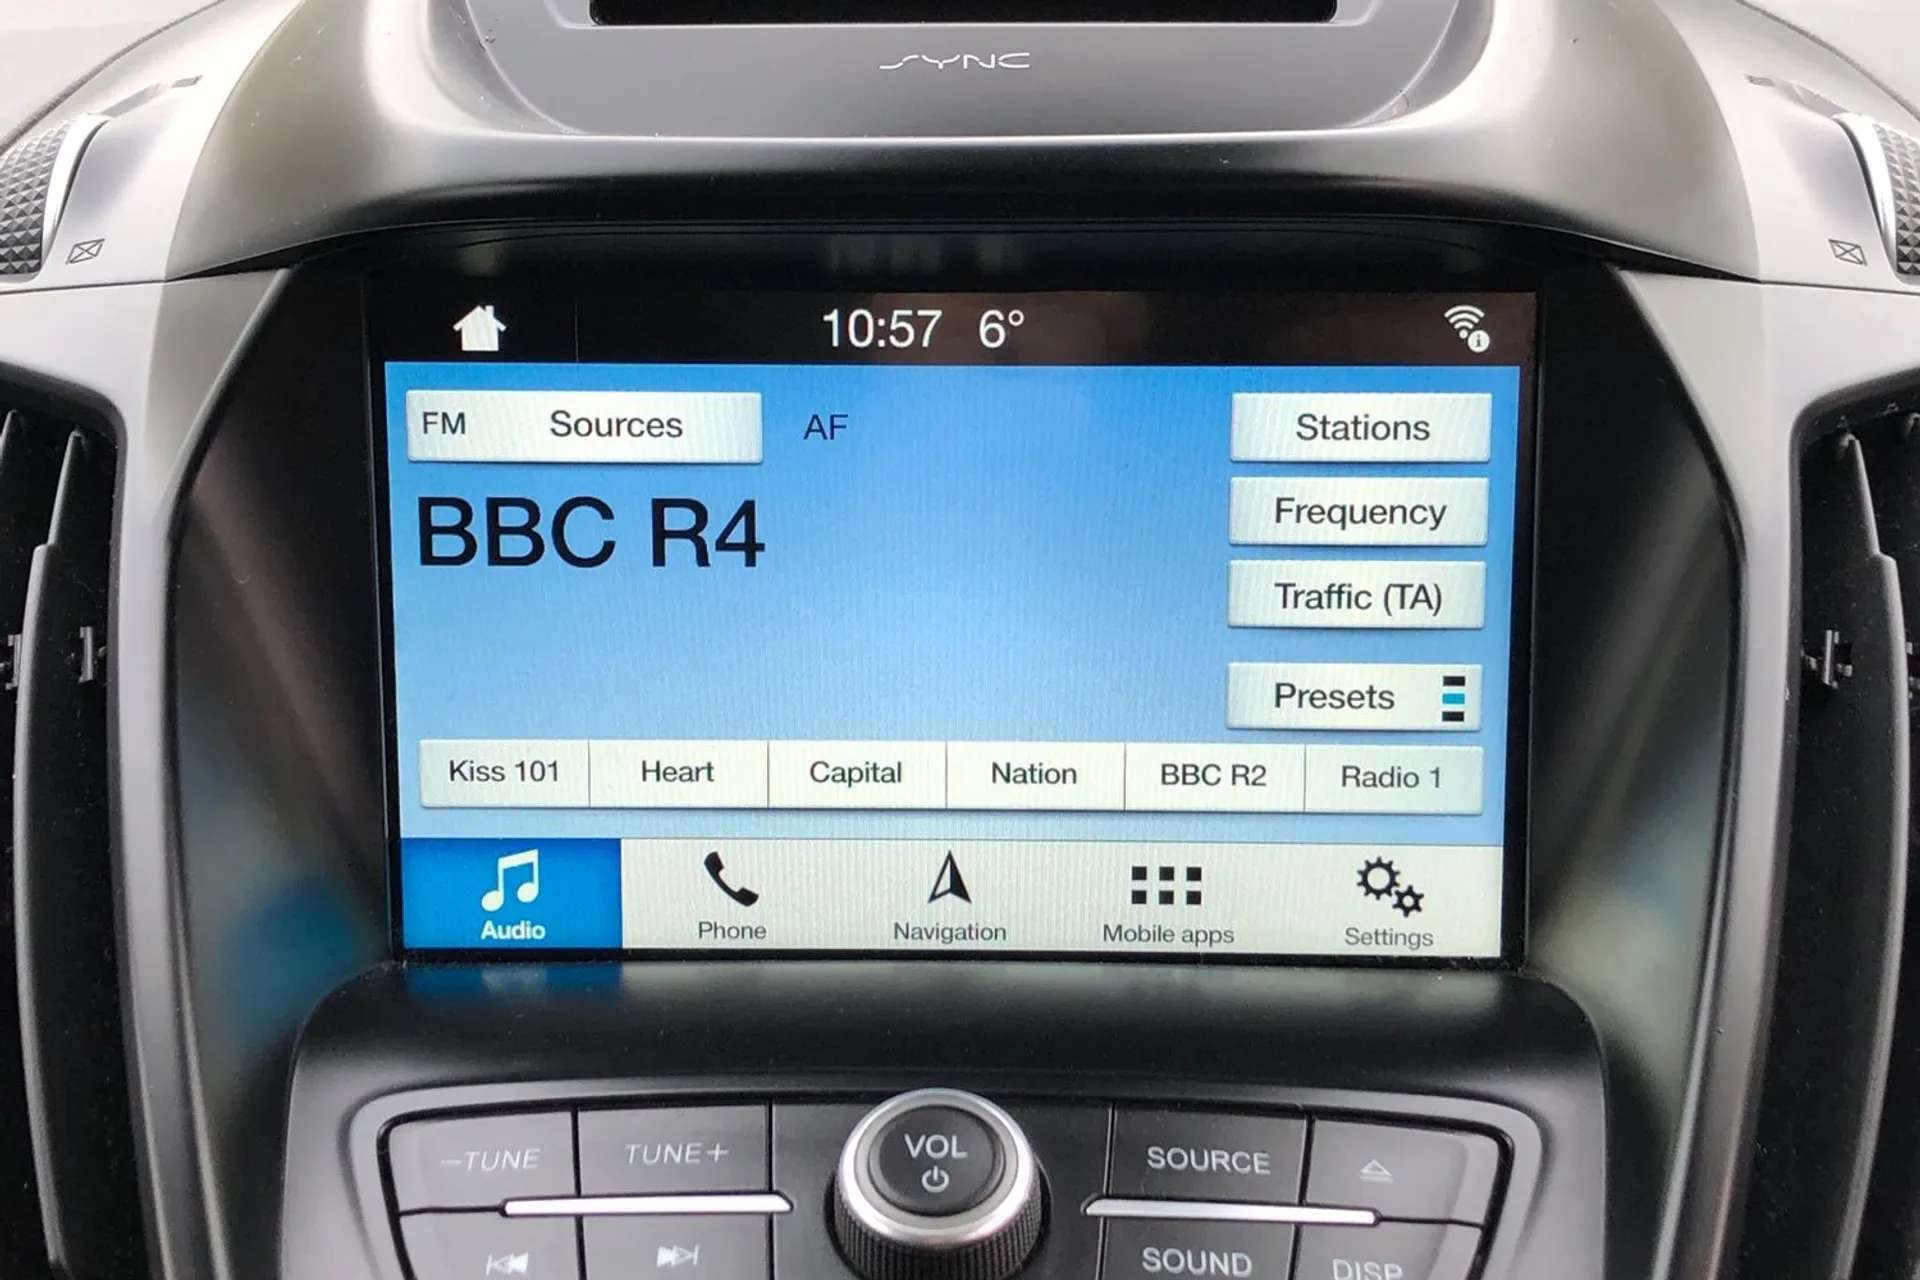 SYNC
10:57 6°
FM Sources AF Stations
BBC R4
Frequency
Traffic (TA)
Presets
Kiss 101 Heart Capital Nation BBC R2 Radio 1
Audio Phone Navigation Mobile apps Settings
–TUNE TUNE+ VOL SOURCE
SOUND DISP